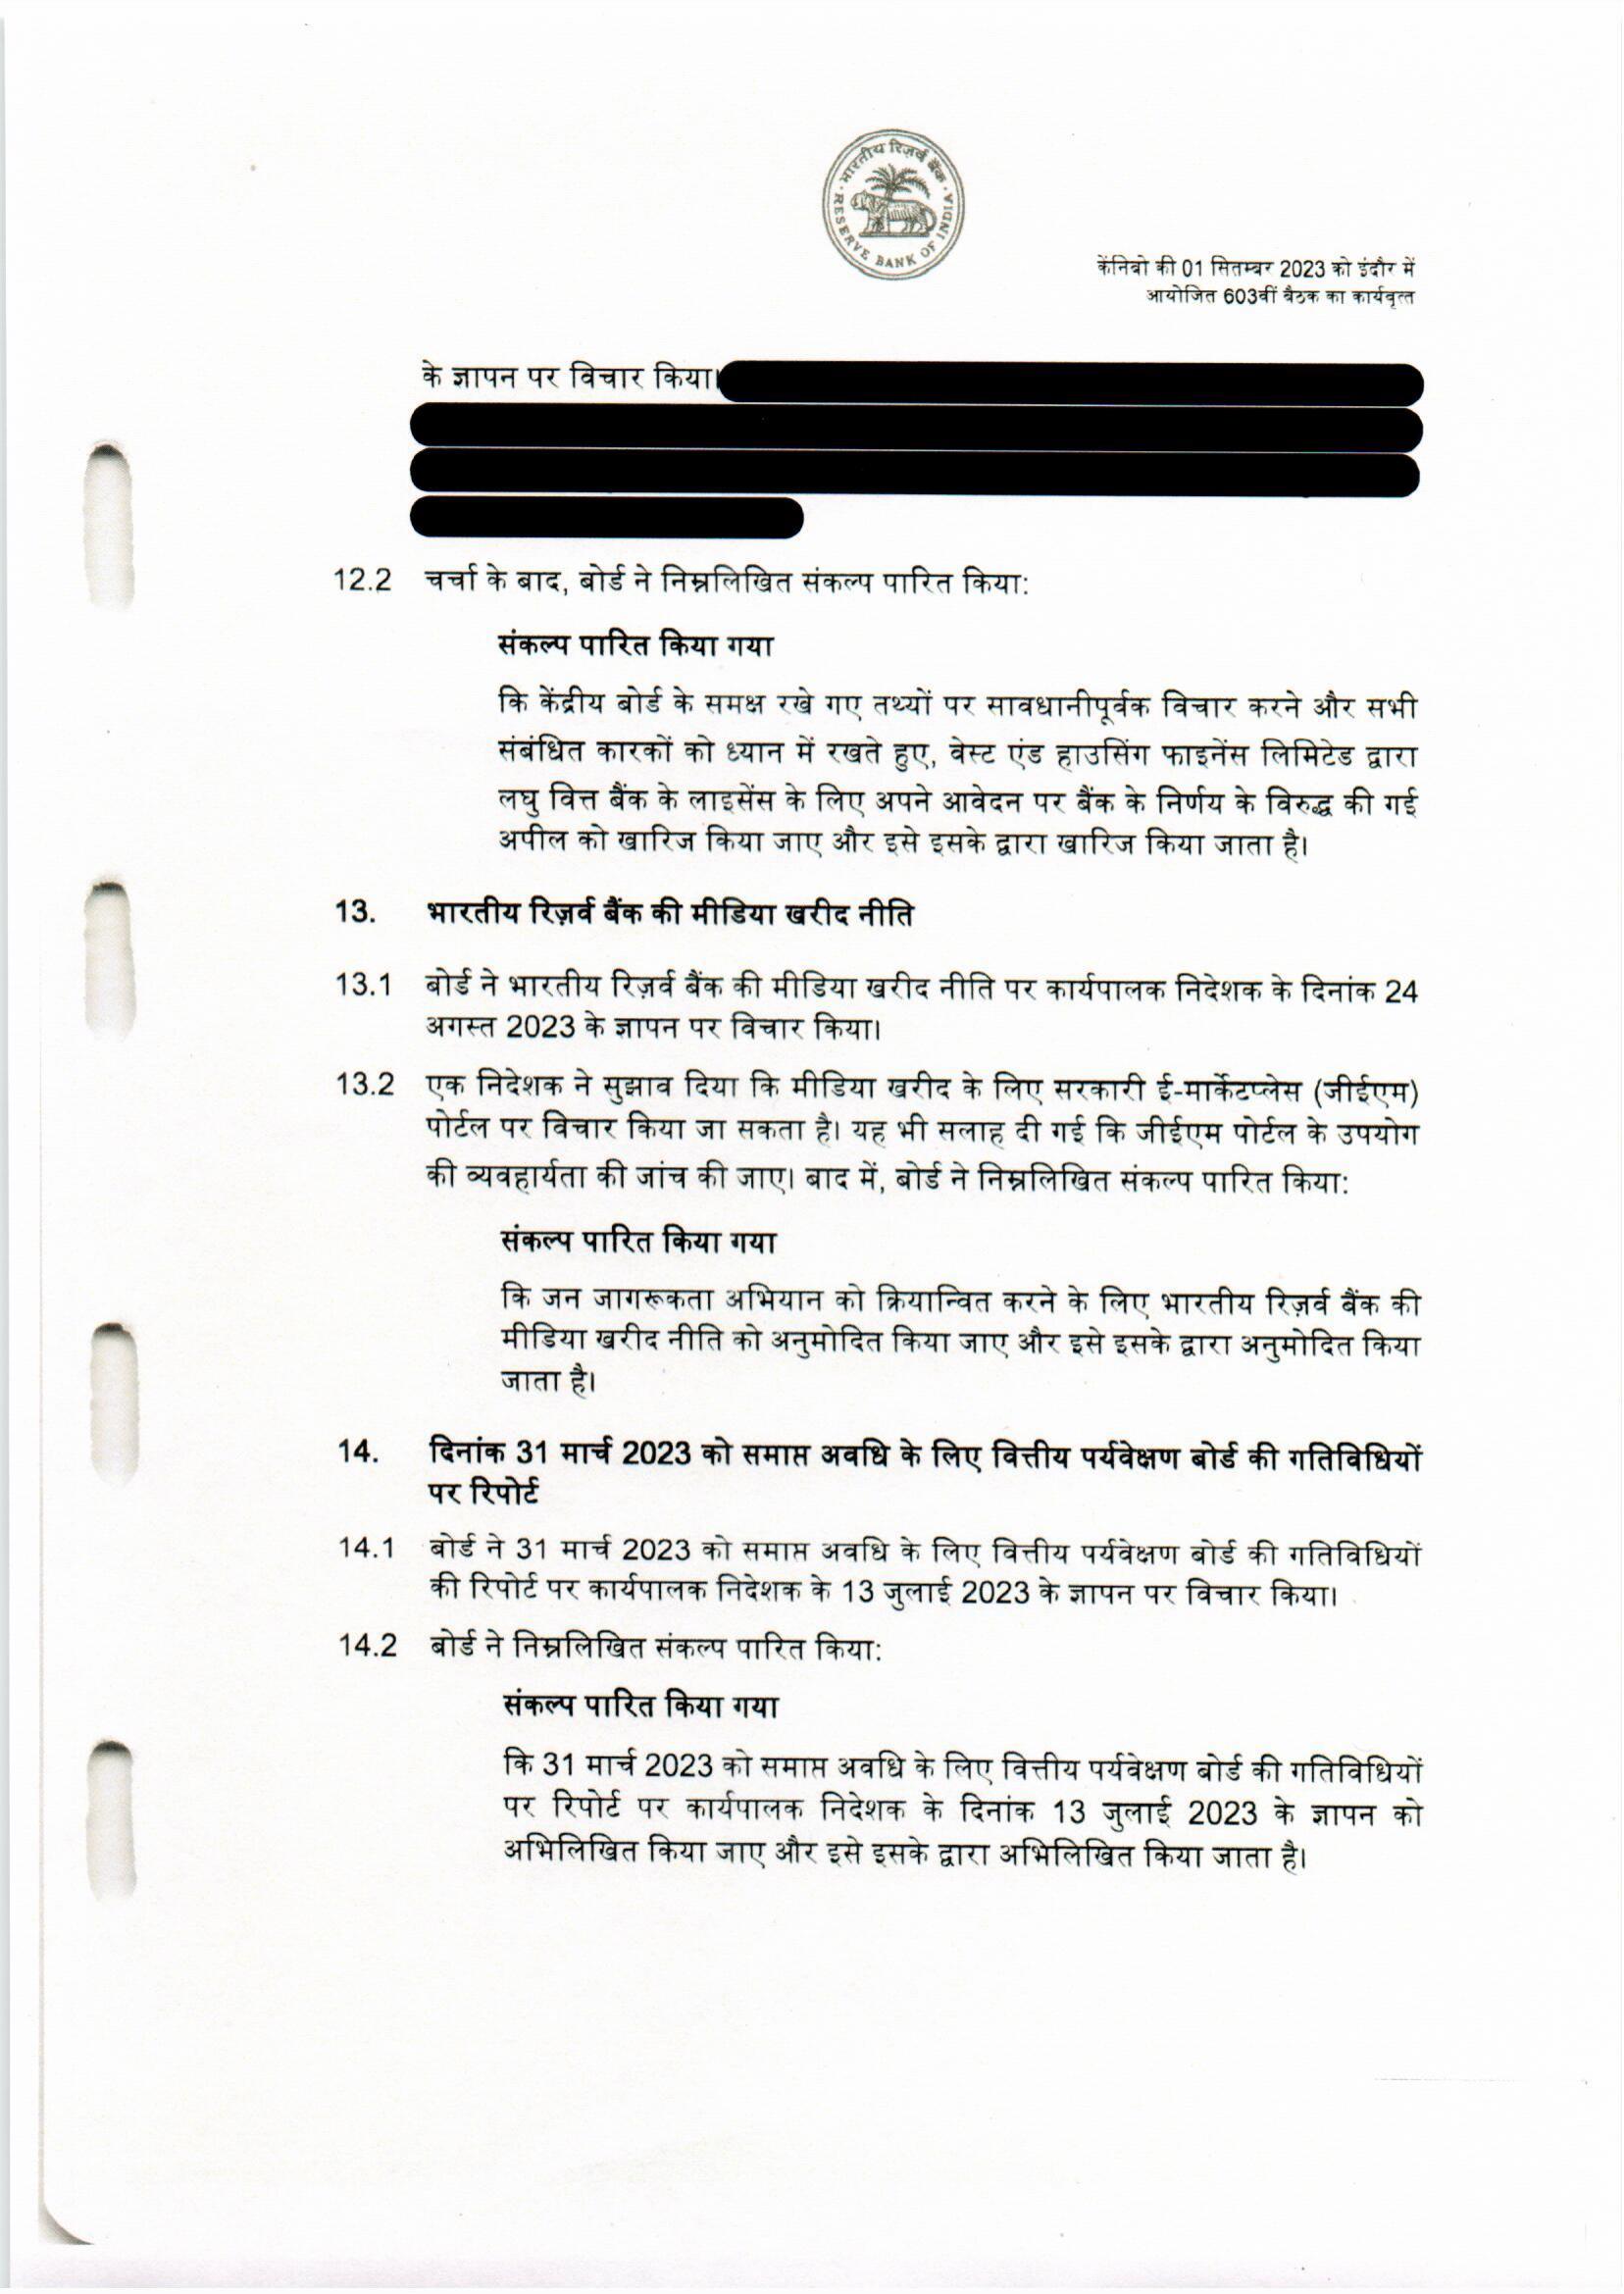 भारतीय रिज़र्व बैंक
RESERVE BANK OF INDIA
केंनिबो की 01 सितम्बर 2023 को इंदौर में
आयोजित 603वीं बैठक का कार्यवृत्त
के ज्ञापन पर विचार किया।
12.2 चर्चा के बाद, बोर्ड ने निम्नलिखित संकल्प पारित किया:
संकल्प पारित किया गया
कि केंद्रीय बोर्ड के समक्ष रखे गए तथ्यों पर सावधानीपूर्वक विचार करने और सभी
संबंधित कारकों को ध्यान में रखते हुए, वेस्ट एंड हाउसिंग फाइनेंस लिमिटेड द्वारा
लघु वित्त बैंक के लाइसेंस के लिए अपने आवेदन पर बैंक के निर्णय के विरुद्ध की गई
अपील को खारिज किया जाए और इसे इसके द्वारा खारिज किया जाता है।
13. भारतीय रिज़र्व बैंक की मीडिया खरीद नीति
13.1 बोर्ड ने भारतीय रिज़र्व बैंक की मीडिया खरीद नीति पर कार्यपालक निदेशक के दिनांक 24
अगस्त 2023 के ज्ञापन पर विचार किया।
13.2 एक निदेशक ने सुझाव दिया कि मीडिया खरीद के लिए सरकारी ई-मार्केटप्लेस (जीईएम)
पोर्टल पर विचार किया जा सकता है। यह भी सलाह दी गई कि जीईएम पोर्टल के उपयोग
की व्यवहार्यता की जांच की जाए। बाद में, बोर्ड ने निम्नलिखित संकल्प पारित किया:
संकल्प पारित किया गया
कि जन जागरूकता अभियान को क्रियान्वित करने के लिए भारतीय रिज़र्व बैंक की
मीडिया खरीद नीति को अनुमोदित किया जाए और इसे इसके द्वारा अनुमोदित किया
जाता है।
14. दिनांक 31 मार्च 2023 को समाप्त अवधि के लिए वित्तीय पर्यवेक्षण बोर्ड की गतिविधियों
पर रिपोर्ट
14.1 बोर्ड ने 31 मार्च 2023 को समाप्त अवधि के लिए वित्तीय पर्यवेक्षण बोर्ड की गतिविधियों
की रिपोर्ट पर कार्यपालक निदेशक के 13 जुलाई 2023 के ज्ञापन पर विचार किया।
14.2 बोर्ड ने निम्नलिखित संकल्प पारित किया:
संकल्प पारित किया गया
कि 31 मार्च 2023 को समाप्त अवधि के लिए वित्तीय पर्यवेक्षण बोर्ड की गतिविधियों
पर रिपोर्ट पर कार्यपालक निदेशक के दिनांक 13 जुलाई 2023 के ज्ञापन को
अभिलिखित किया जाए और इसे इसके द्वारा अभिलिखित किया जाता है।